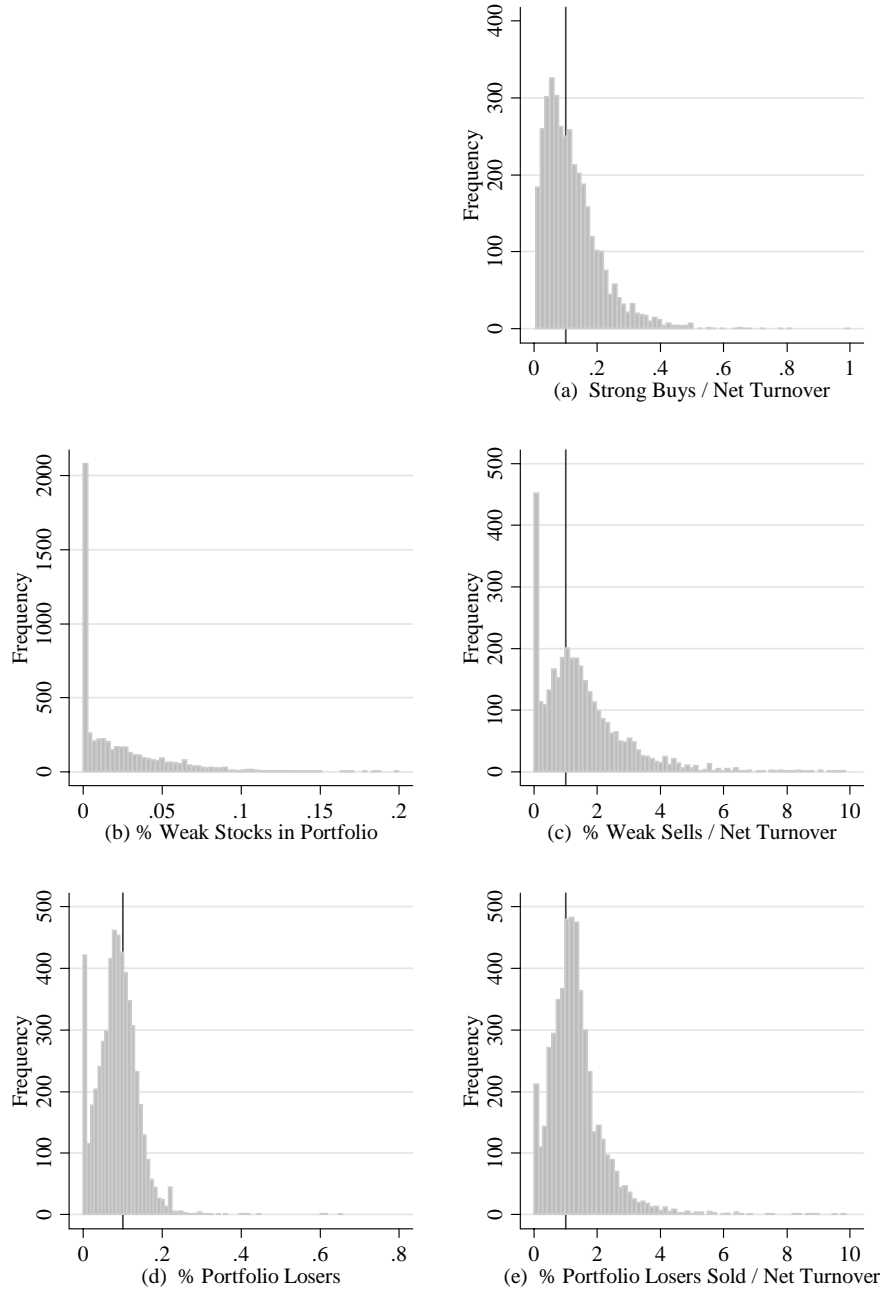 400
300
200
100
0
Frequency
0 .2 .4 .6 .8 1
(a) Strong Buys / Net Turnover
2000
1500
1000
500
0
Frequency
0 .05 .1 .15 .2
(b) % Weak Stocks in Portfolio
500
400
300
200
100
0
Frequency
0 2 4 6 8 10
(c) % Weak Sells / Net Turnover
500
400
300
200
100
0
Frequency
0 .2 .4 .6 .8
(d) % Portfolio Losers
500
400
300
200
100
0
Frequency
0 2 4 6 8 10
(e) % Portfolio Losers Sold / Net Turnover